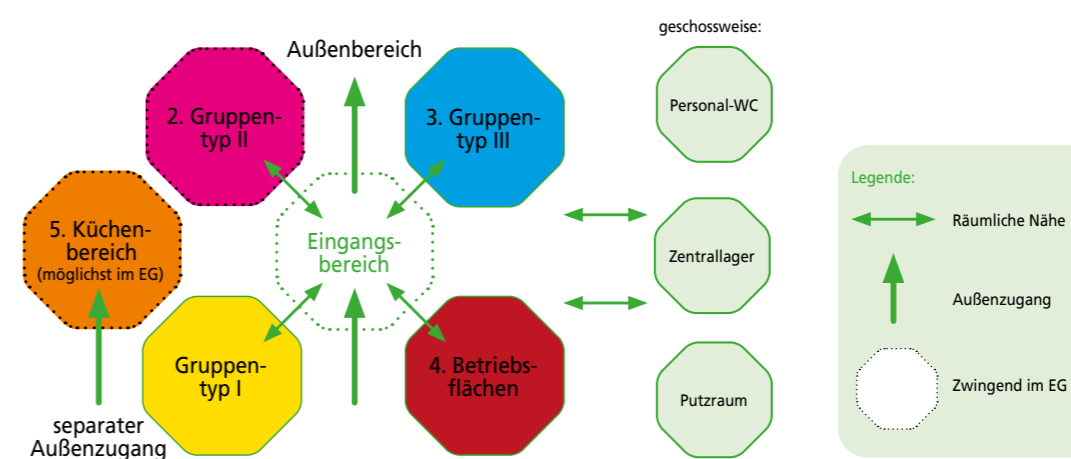 geschossweise:
Außenbereich
2. Gruppen-
typ II
3. Gruppen-
typ III
Personal-WC
Legende:
Räumliche Nähe
5. Küchen-
bereich
(möglichst im EG)
Eingangs-
bereich
Zentrallager
Außenzugang
Gruppen-
typ I
4. Betriebs-
flächen
Putzraum
Zwingend im EG
separater
Außenzugang